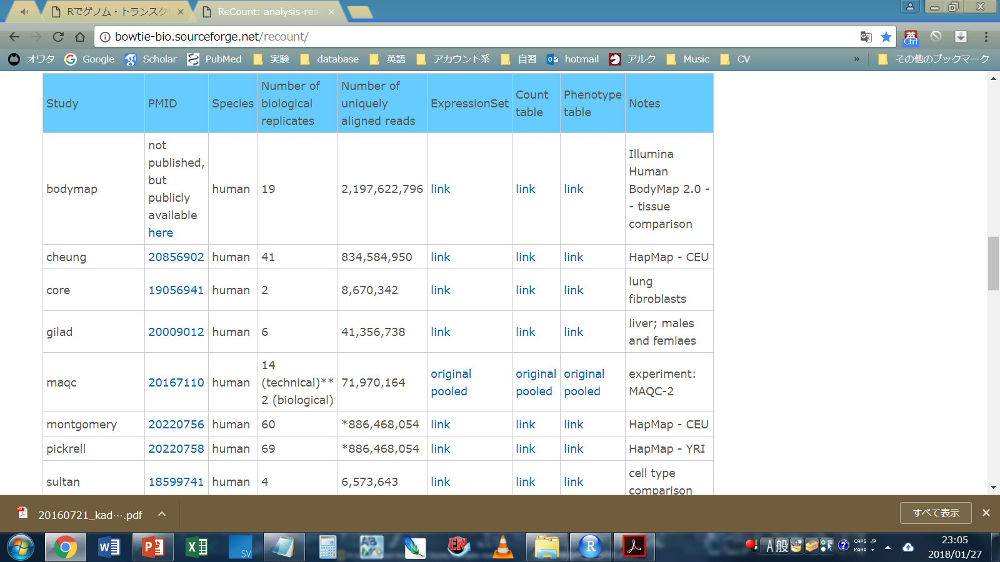 Rでゲノム・トランスク
ReCount: analysis-rea
bowtie-bio.sourceforge.net/recount/
英
Ctrl
オワタ
Google
Scholar
PubMed
実験
database
英語
アカウント系
自習
hotmail
アルク
Music
CV
»
その他のブックマーク
Study
PMID
Species
Number of
biological
replicates
Number of
uniquely
aligned reads
ExpressionSet
Count
table
Phenotype
table
Notes
bodymap
not
published,
but
publicly
available
here
human
19
2,197,622,796
link
link
link
Illumina
Human
BodyMap 2.0 -
- tissue
comparison
cheung
20856902
human
41
834,584,950
link
link
link
HapMap - CEU
core
19056941
human
2
8,670,342
link
link
link
lung
fibroblasts
gilad
20009012
human
6
41,356,738
link
link
link
liver; males
and femlaes
maqc
20167110
human
14
(technical)**
2 (biological)
71,970,164
original
pooled
original
pooled
original
pooled
experiment:
MAQC-2
montgomery
20220756
human
60
*886,468,054
link
link
link
HapMap - CEU
pickrell
20220758
human
69
*886,468,054
link
link
link
HapMap - YRI
sultan
18599741
human
4
6,573,643
link
link
link
cell type
comparison
20160721_kad….pdf
すべて表示
SV
EN
R
A 般
CAPS
KANA
23:05
2018/01/27